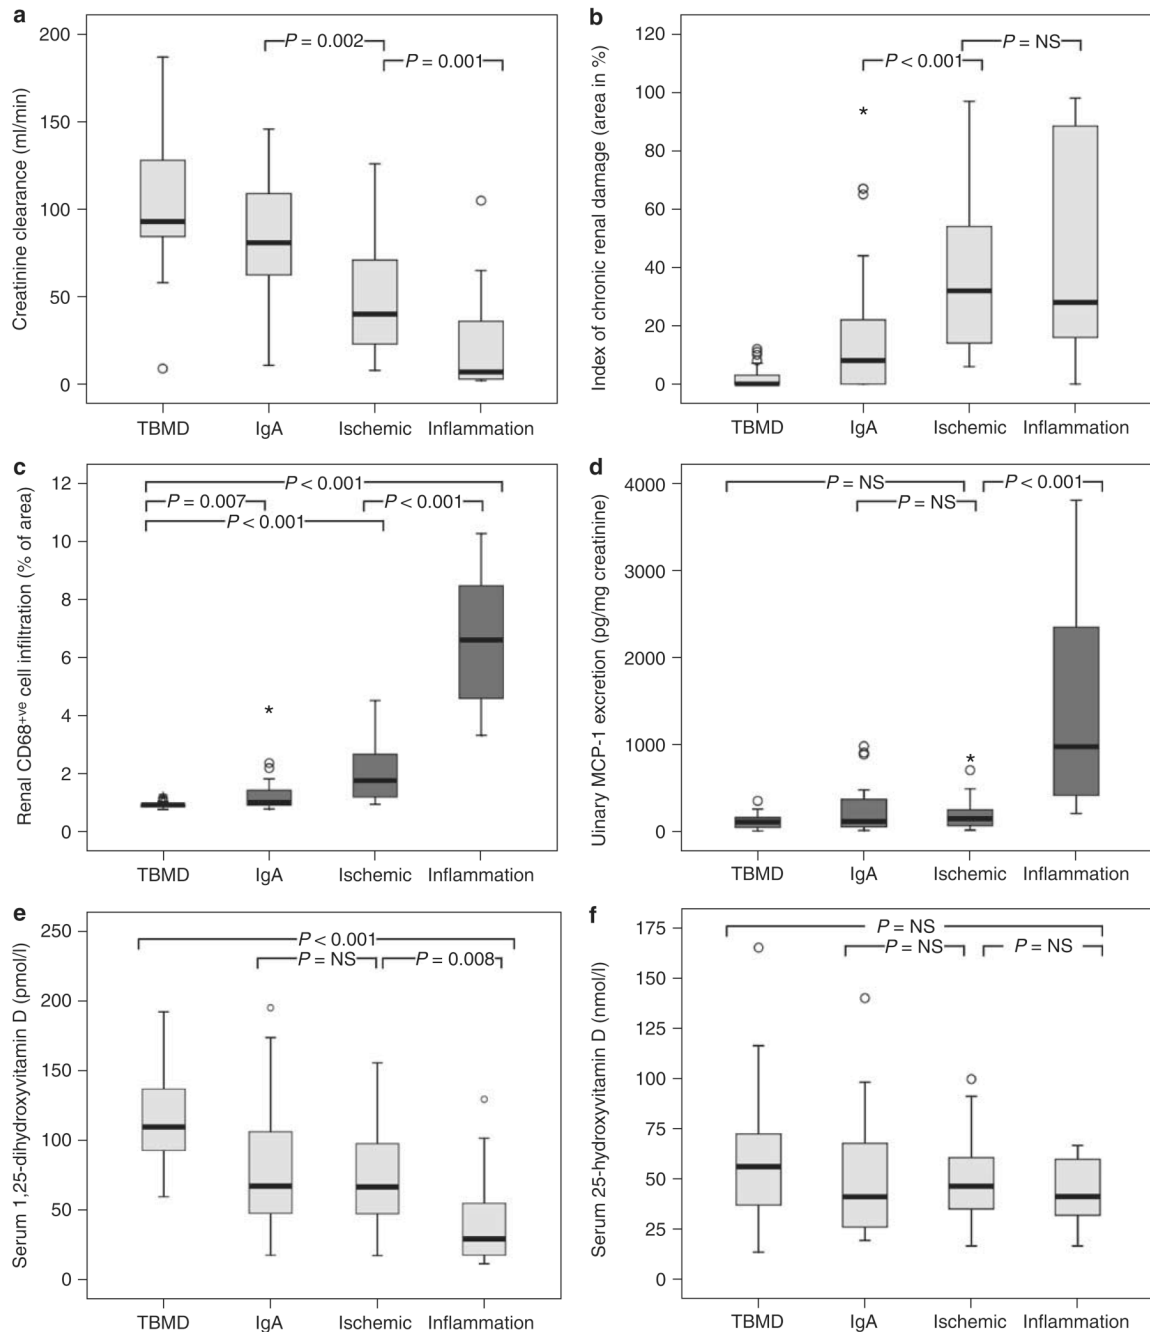 a
Creatinine clearance (ml/min)
200
150
100
50
0
P = 0.002
P = 0.001
TBMD IgA Ischemic Inflammation
b
Index of chronic renal damage (area in %)
120
100
80
60
40
20
0
P = NS
P < 0.001
*
TBMD IgA Ischemic Inflammation
c
Renal CD68+ve cell infiltration (% of area)
12
10
8
6
4
2
0
P < 0.001
P = 0.007
P < 0.001
P < 0.001
*
TBMD IgA Ischemic Inflammation
d
Uinary MCP-1 excretion (pg/mg creatinine)
4000
3000
2000
1000
0
P = NS
P < 0.001
P = NS
*
TBMD IgA Ischemic Inflammation
e
Serum 1,25-dihydroxyvitamin D (pmol/l)
250
200
150
100
50
0
P < 0.001
P = NS
P = 0.008
TBMD IgA Ischemic Inflammation
f
Serum 25-hydroxyvitamin D (nmol/l)
175
150
125
100
75
50
25
0
P = NS
P = NS
P = NS
TBMD IgA Ischemic Inflammation